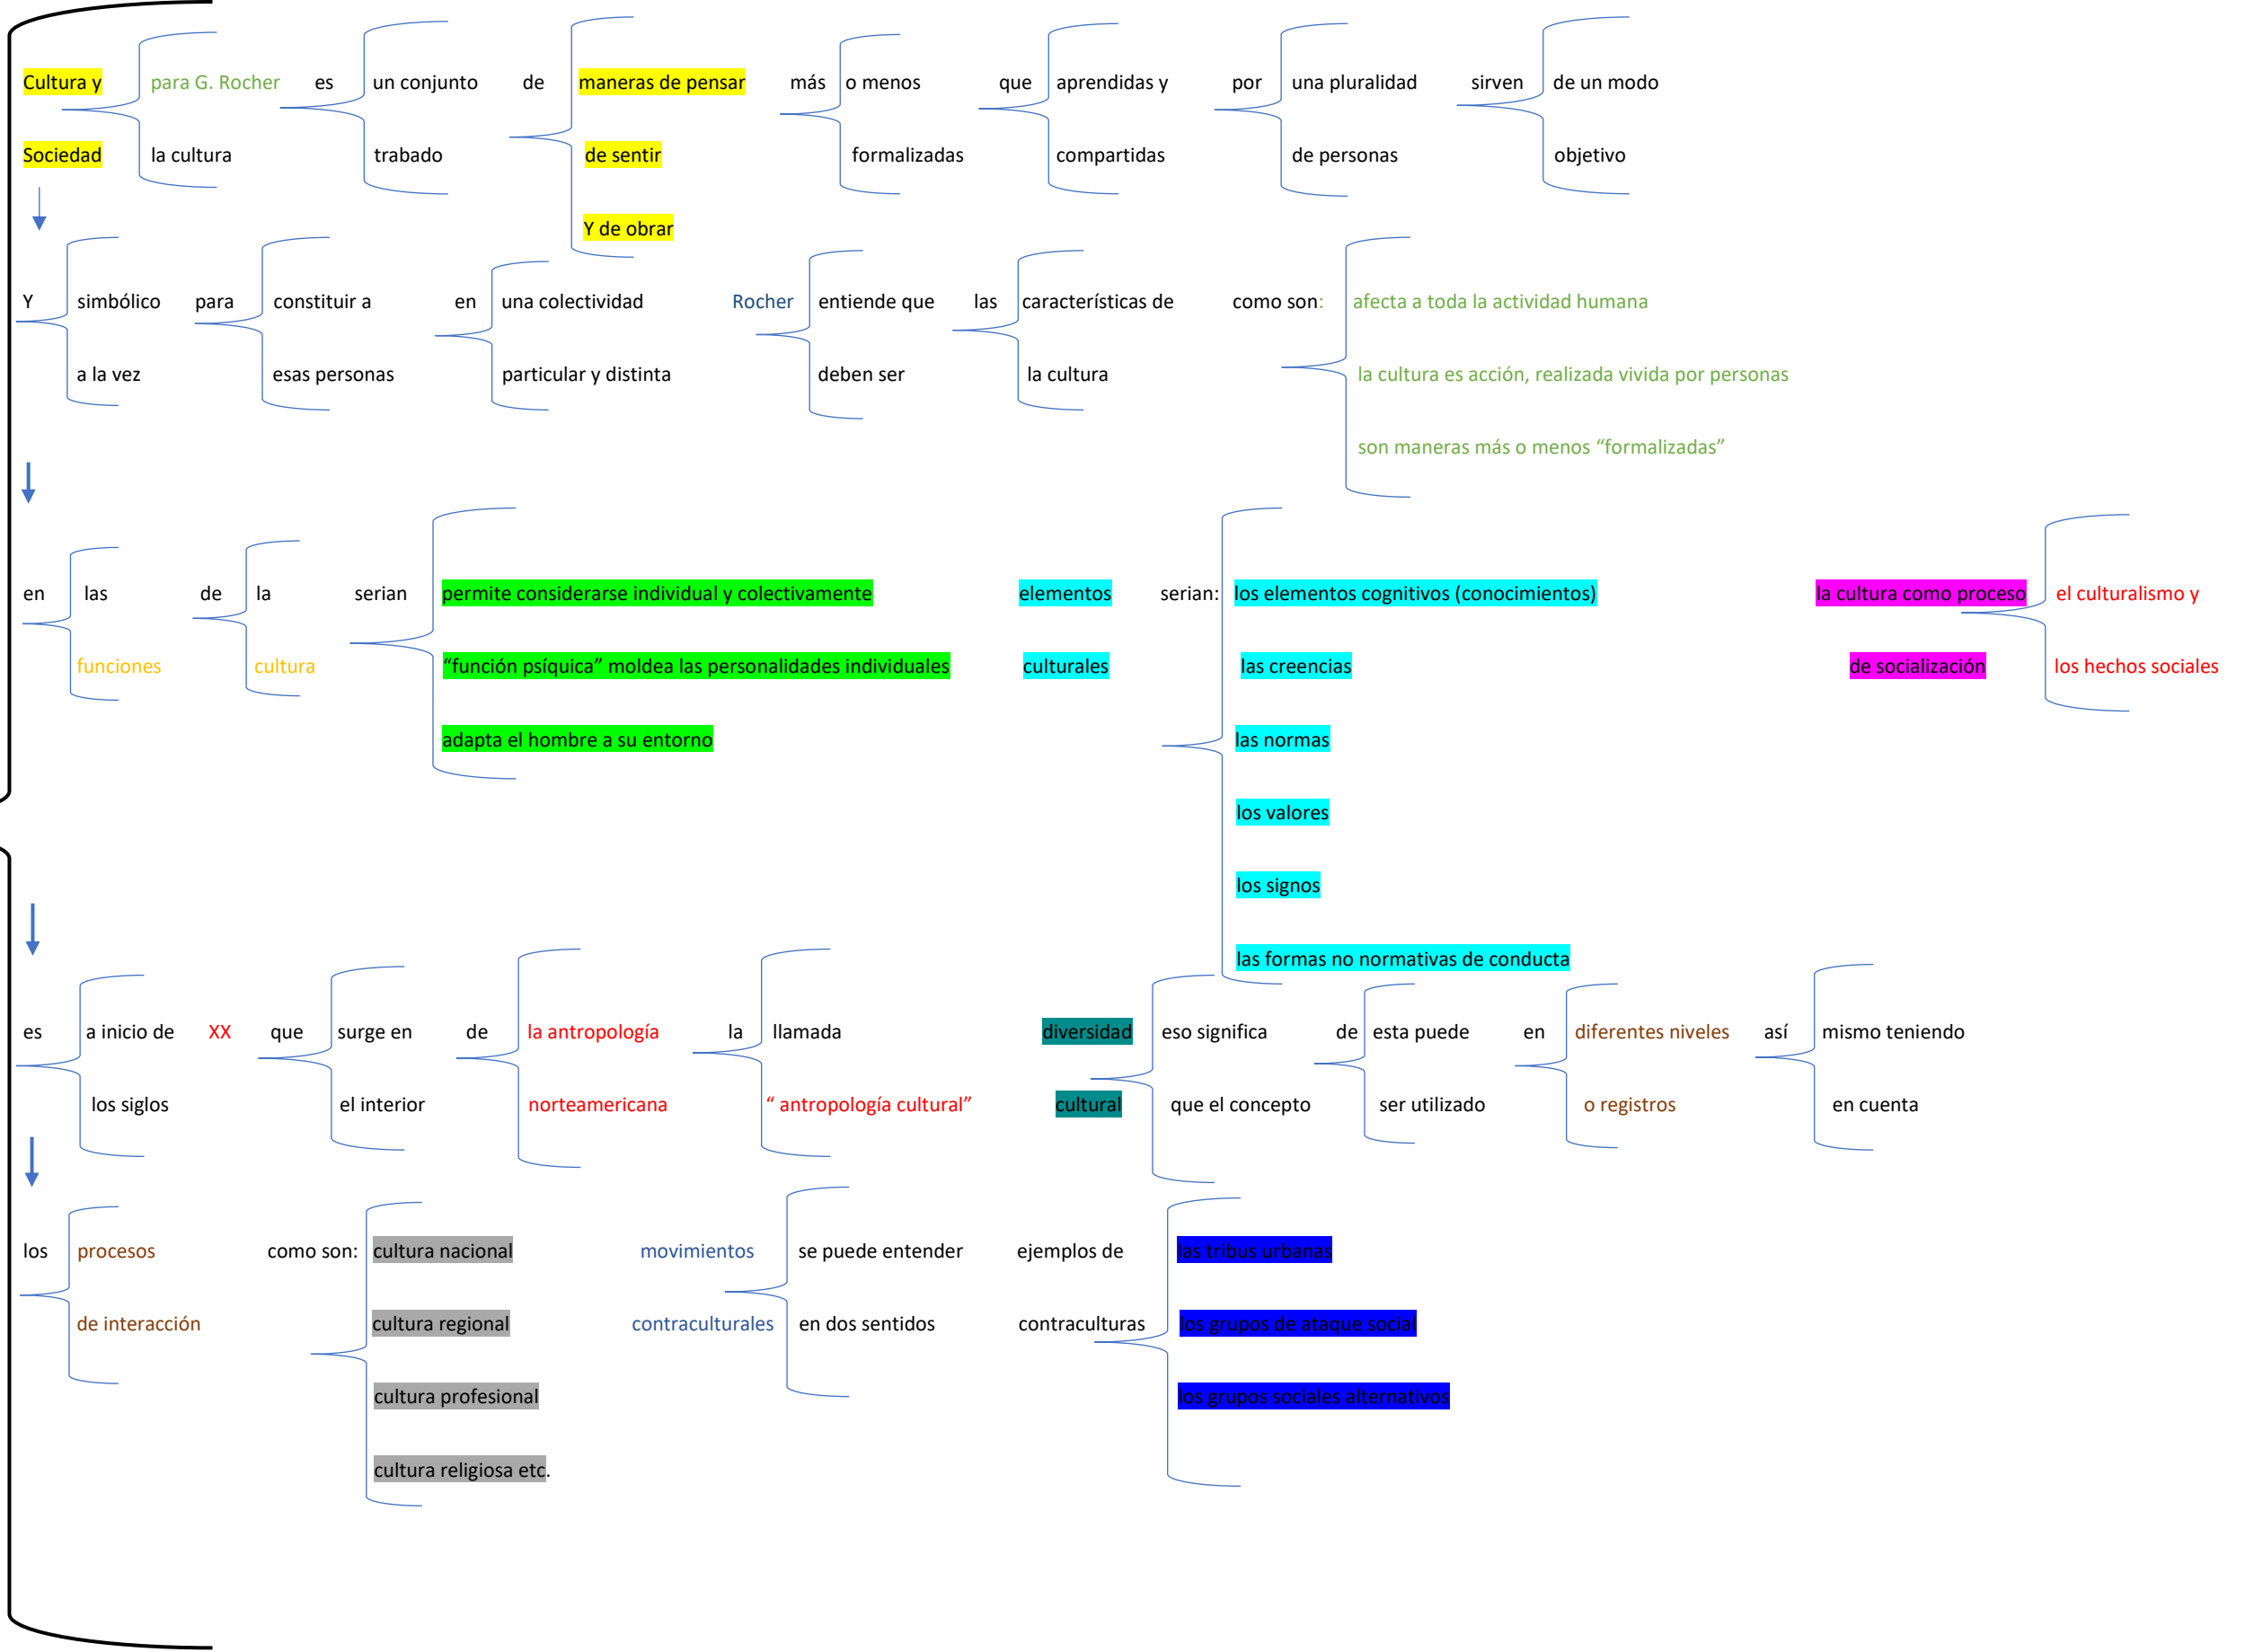 Cultura y para G. Rocher es un conjunto de maneras de pensar más o menos que aprendidas y por una pluralidad sirven de un modo
Sociedad la cultura trabado de sentir formalizadas compartidas de personas objetivo
Y de obrar
Y simbólico para constituir a en una colectividad Rocher entiende que las características de como son: afecta a toda la actividad humana
a la vez esas personas particular y distinta deben ser la cultura la cultura es acción, realizada vivida por personas
son maneras más o menos “formalizadas”
en las de la serian permite considerarse individual y colectivamente elementos serian: los elementos cognitivos (conocimientos) la cultura como proceso el culturalismo y
funciones cultura “función psíquica” moldea las personalidades individuales culturales las creencias de socialización los hechos sociales
adapta el hombre a su entorno las normas
los valores
los signos
las formas no normativas de conducta
es a inicio de XX que surge en de la antropología la llamada diversidad eso significa de esta puede en diferentes niveles así mismo teniendo
los siglos el interior norteamericana “ antropología cultural” cultural que el concepto ser utilizado o registros en cuenta
los procesos como son: cultura nacional movimientos se puede entender ejemplos de las tribus urbanas
de interacción cultura regional contraculturales en dos sentidos contraculturas los grupos de ataque social
cultura profesional los grupos sociales alternativos
cultura religiosa etc.